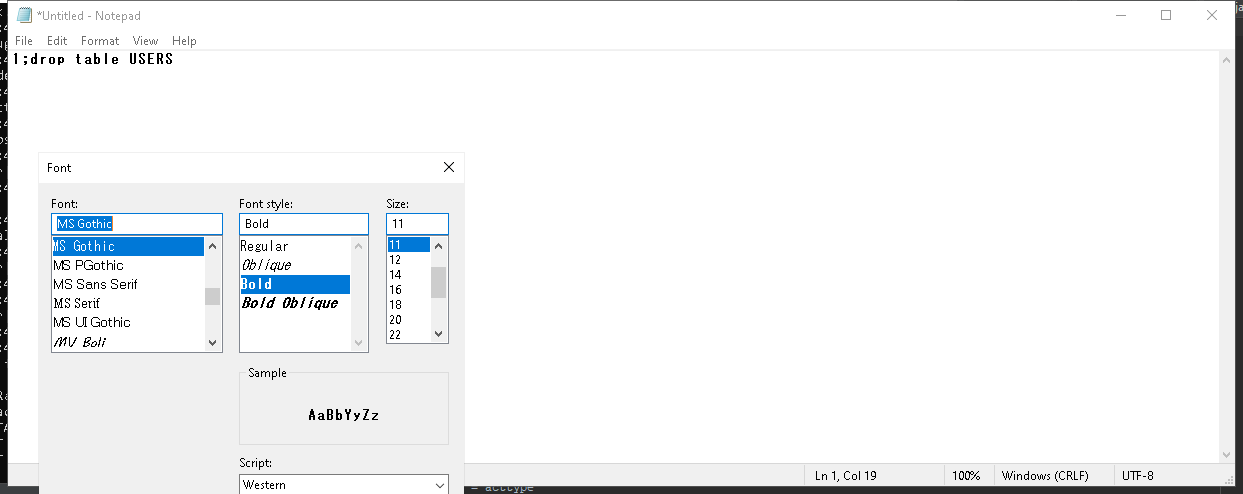 *Untitled - Notepad
File Edit Format View Help
1;drop table USERS
Font
Font: Font style: Size:
MS Gothic Bold 11
MS Gothic Regular 11
MS PGothic Oblique 12
MS Sans Serif Bold 14
MS Serif Bold Oblique 16
MS UI Gothic 18
MV Boli 20
22
Sample
AaBbYyZz
Script:
Western
Ln 1, Col 19 100% Windows (CRLF) UTF-8
= acctype